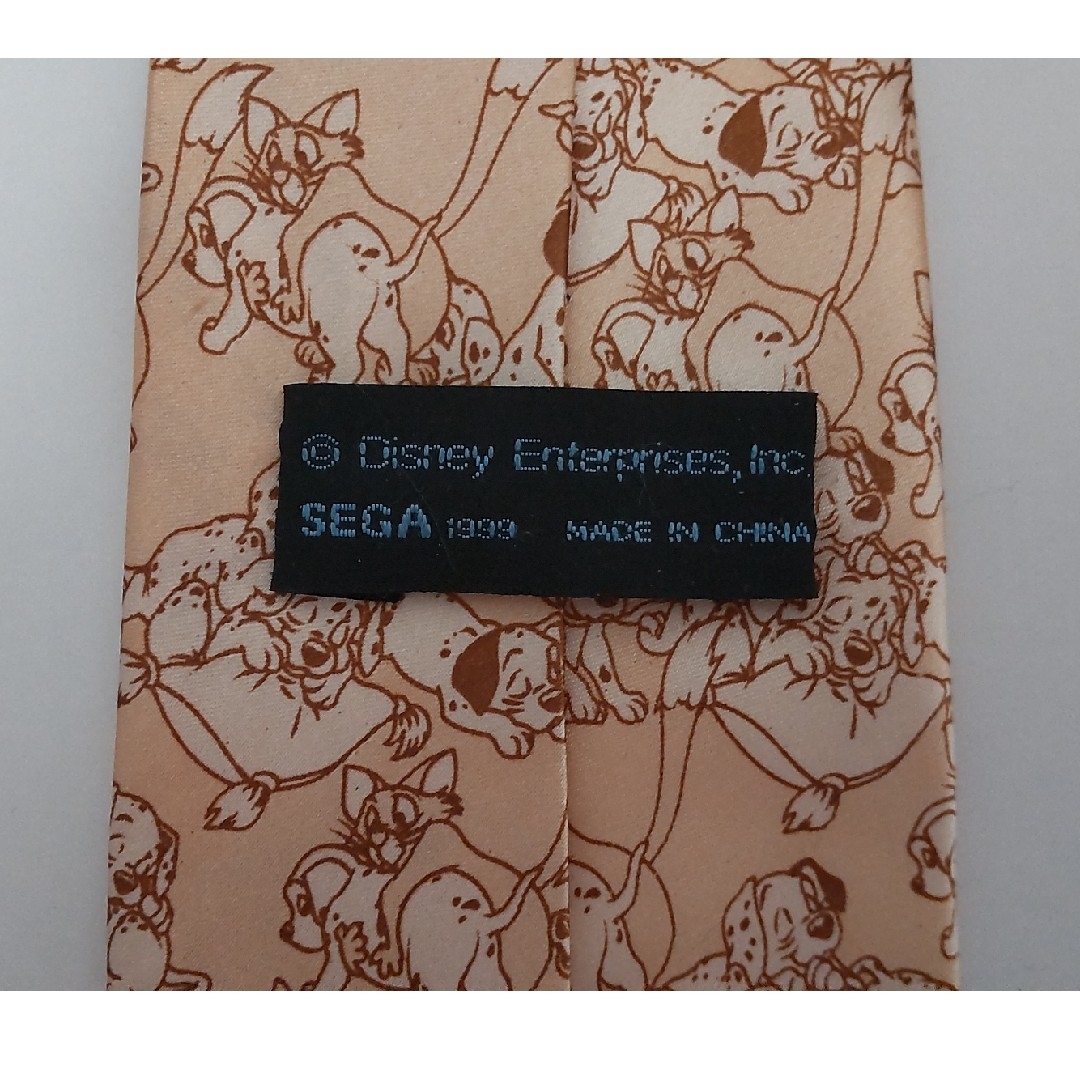 © Disney Enterprises, Inc
SEGA 1999 MADE IN CHINA